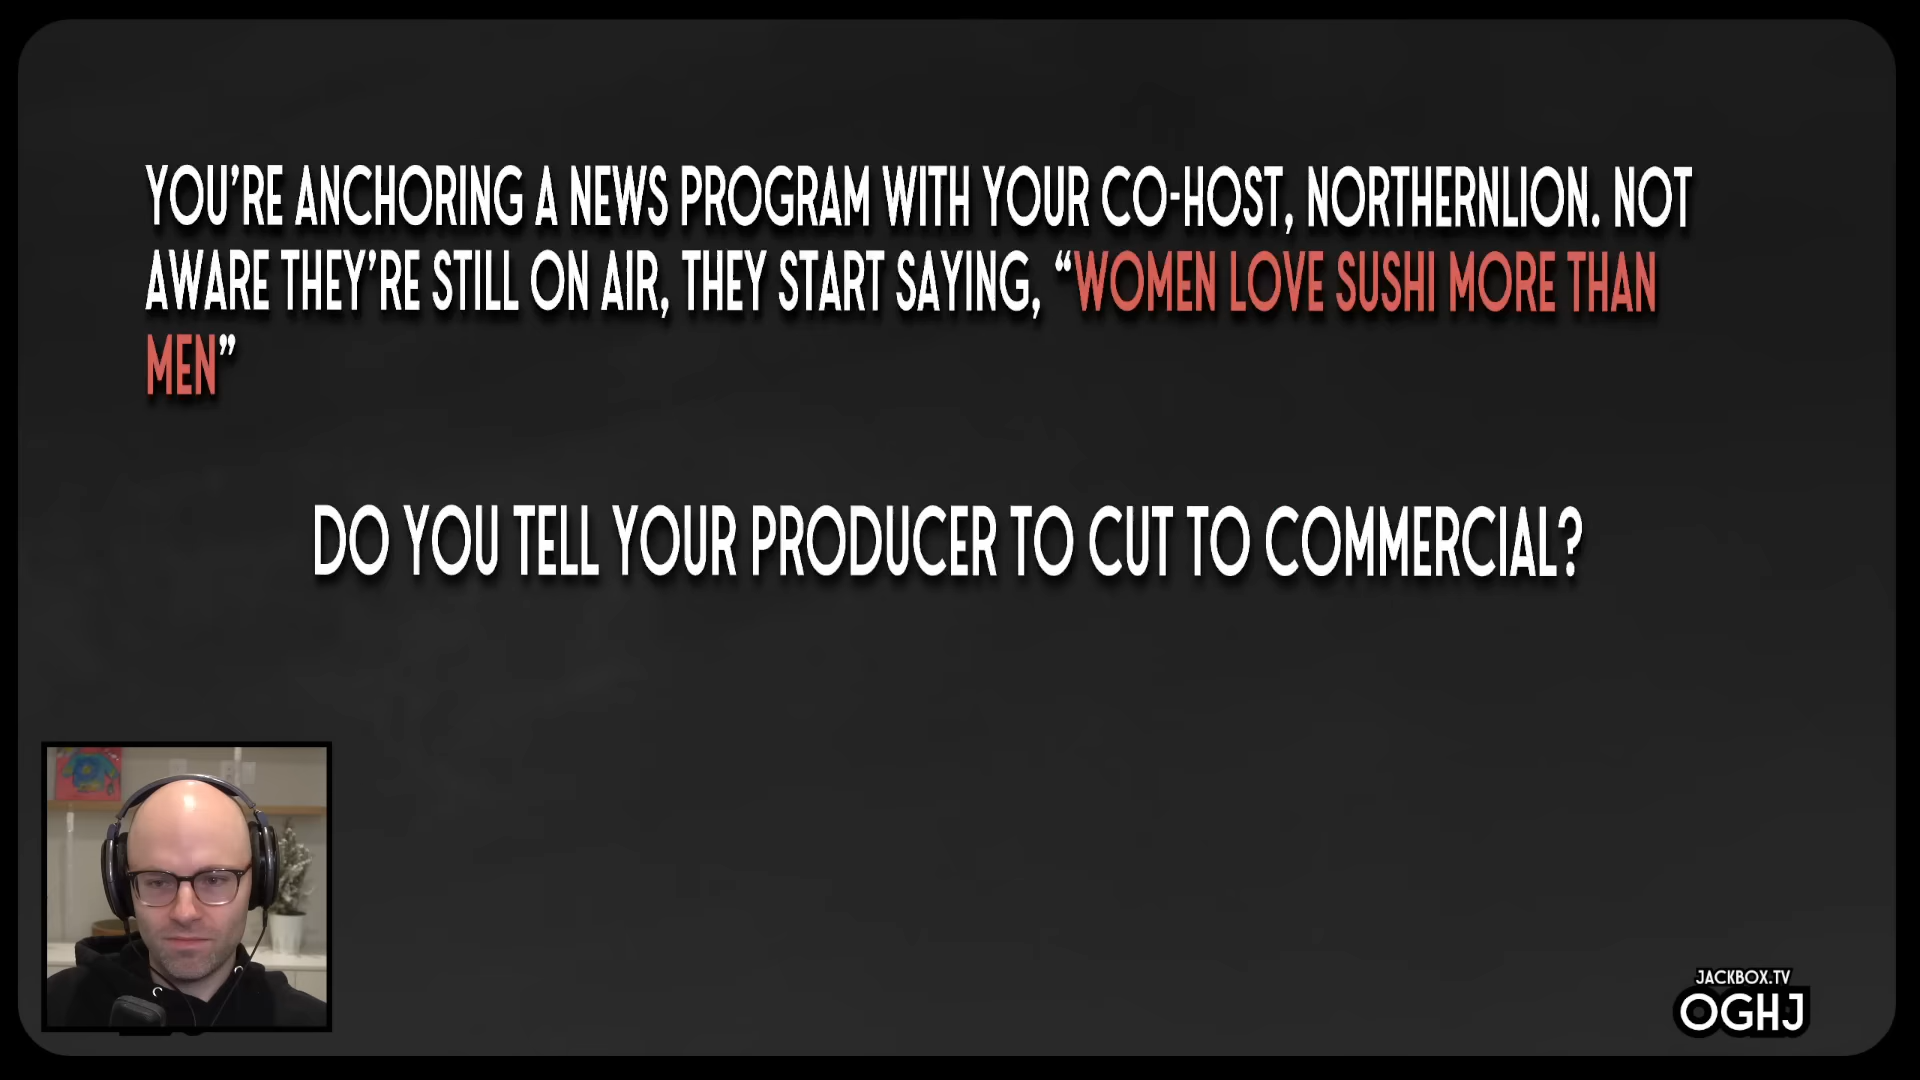 YOU'RE ANCHORING A NEWS PROGRAM WITH YOUR CO-HOST, NORTHERNLION. NOT
AWARE THEY'RE STILL ON AIR, THEY START SAYING, “WOMEN LOVE SUSHI MORE THAN
MEN”
DO YOU TELL YOUR PRODUCER TO CUT TO COMMERCIAL?
JACKBOX.TV
OGHJ